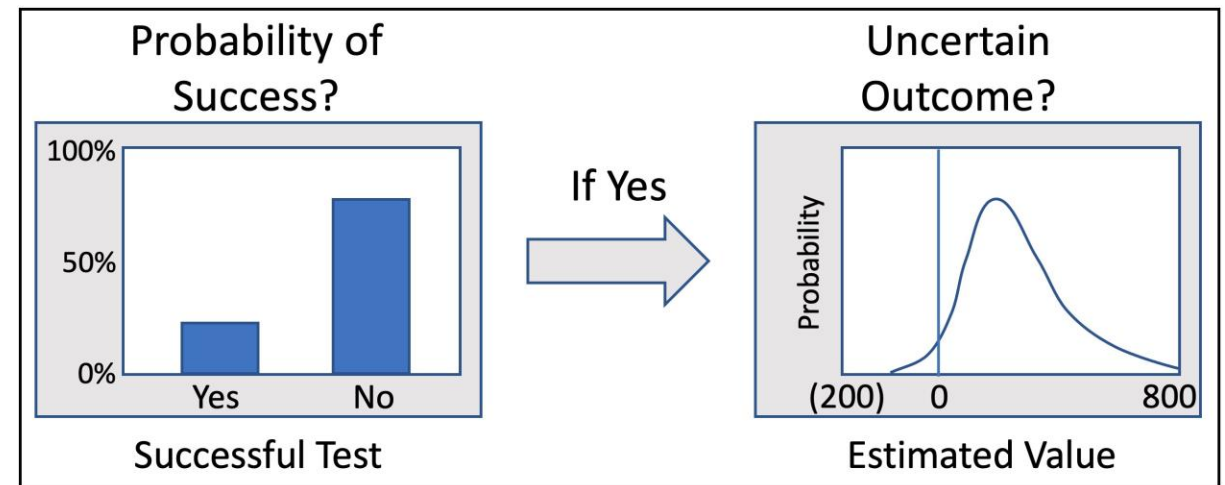 Probability of
Success?
100%
50%
0%
Yes No
Successful Test
If Yes
Uncertain
Outcome?
Probability
(200) 0 800
Estimated Value